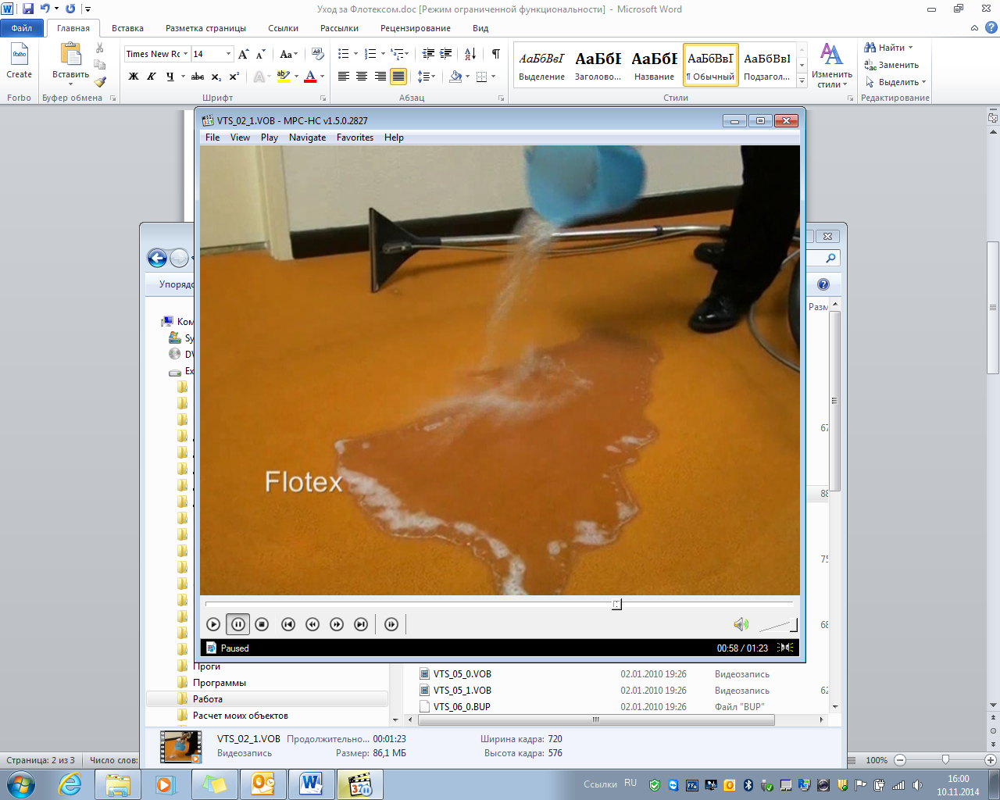 Уход за Флотексом.doc [Режим ограниченной функциональности] - Microsoft Word
Файл Главная Вставка Разметка страницы Ссылки Рассылки Рецензирование Вид
Create
Forbo
Вставить
Буфер обмена
Times New Rc 14
Ж К Ч abc
Шрифт
Абзац
АаБбВвГ АаБбЕ АаБбЕ АаБбВвГ АаБбВвГ
Выделение Заголово... Название ¶ Обычный Подзагол...
Стили
Изменить
стили
Найти
Заменить
Выделить
Редактирование
VTS_02_1.VOB - MPC-HC v1.5.0.2827
File View Play Navigate Favorites Help
Flotex
Paused
00:58 / 01:23
Упорядо
Разм
Ком
Sy
DV
Ex
67
88
75
68
Проги
Программы
Работа
Расчет моих объектов
VTS_05_0.VOB 02.01.2010 19:26 Видеозапись
VTS_05_1.VOB 02.01.2010 19:26 Видеозапись 62
VTS_06_0.BUP 02.01.2010 19:26 Файл "BUP"
VTS_02_1.VOB Продолжительно... 00:01:23 Ширина кадра: 720
Видеозапись Размер: 86,1 МБ Высота кадра: 576
Страница: 2 из 3 Число слов:
100%
Ссылки RU
16:00
10.11.2014